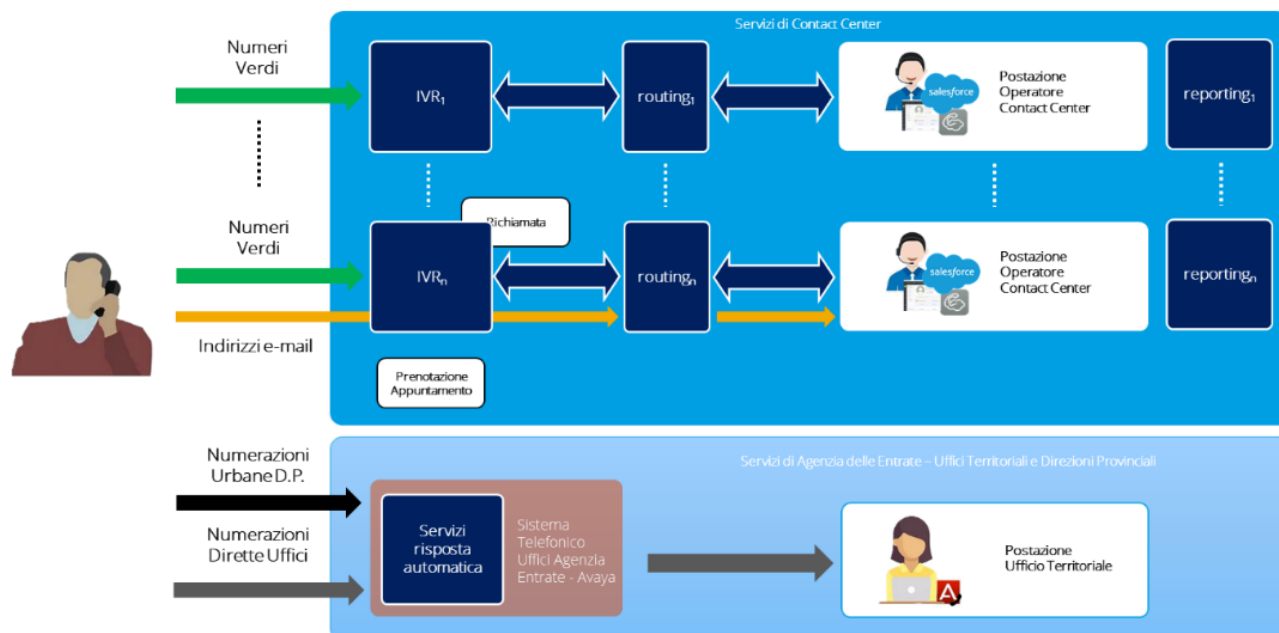 Servizi di Contact Center
Numeri
Verdi
IVR1
routing1
salesforce
Postazione
Operatore
Contact Center
reporting1
Numeri
Verdi
Richiamata
IVRn
routingn
salesforce
Postazione
Operatore
Contact Center
reportingn
Indirizzi e-mail
Prenotazione
Appuntamento
Servizi di Agenzia delle Entrate – Uffici Territoriali e Direzioni Provinciali
Numerazioni
Urbane D.P.
Numerazioni
Dirette Uffici
Servizi
risposta
automatica
Sistema
Telefonico
Uffici Agenzia
Entrate - Avaya
Postazione
Ufficio Territoriale